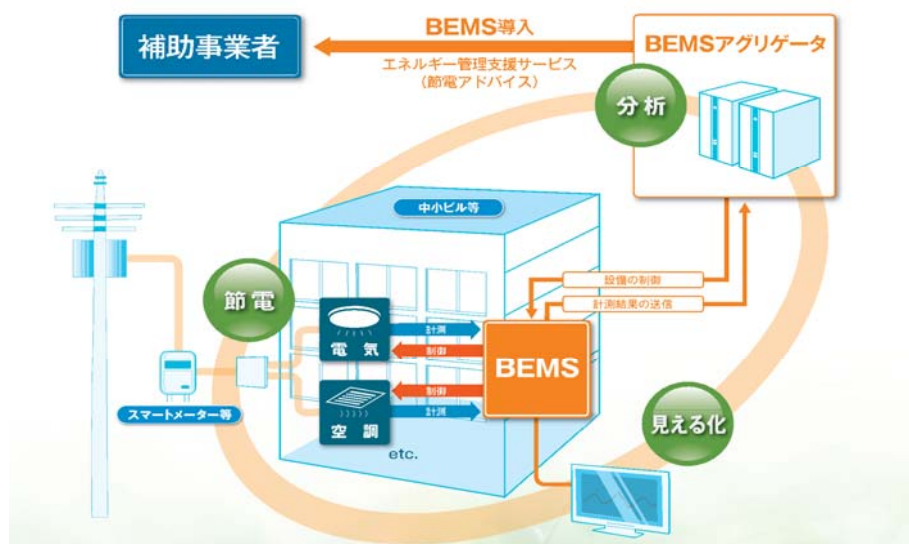 補助事業者
BEMS導入
エネルギー管理支援サービス
（節電アドバイス）
BEMSアグリゲータ
分析
中小ビル等
設備の制御
計測結果の送信
節電
電気
計測
制御
BEMS
制御
計測
空調
etc.
スマートメーター等
見える化